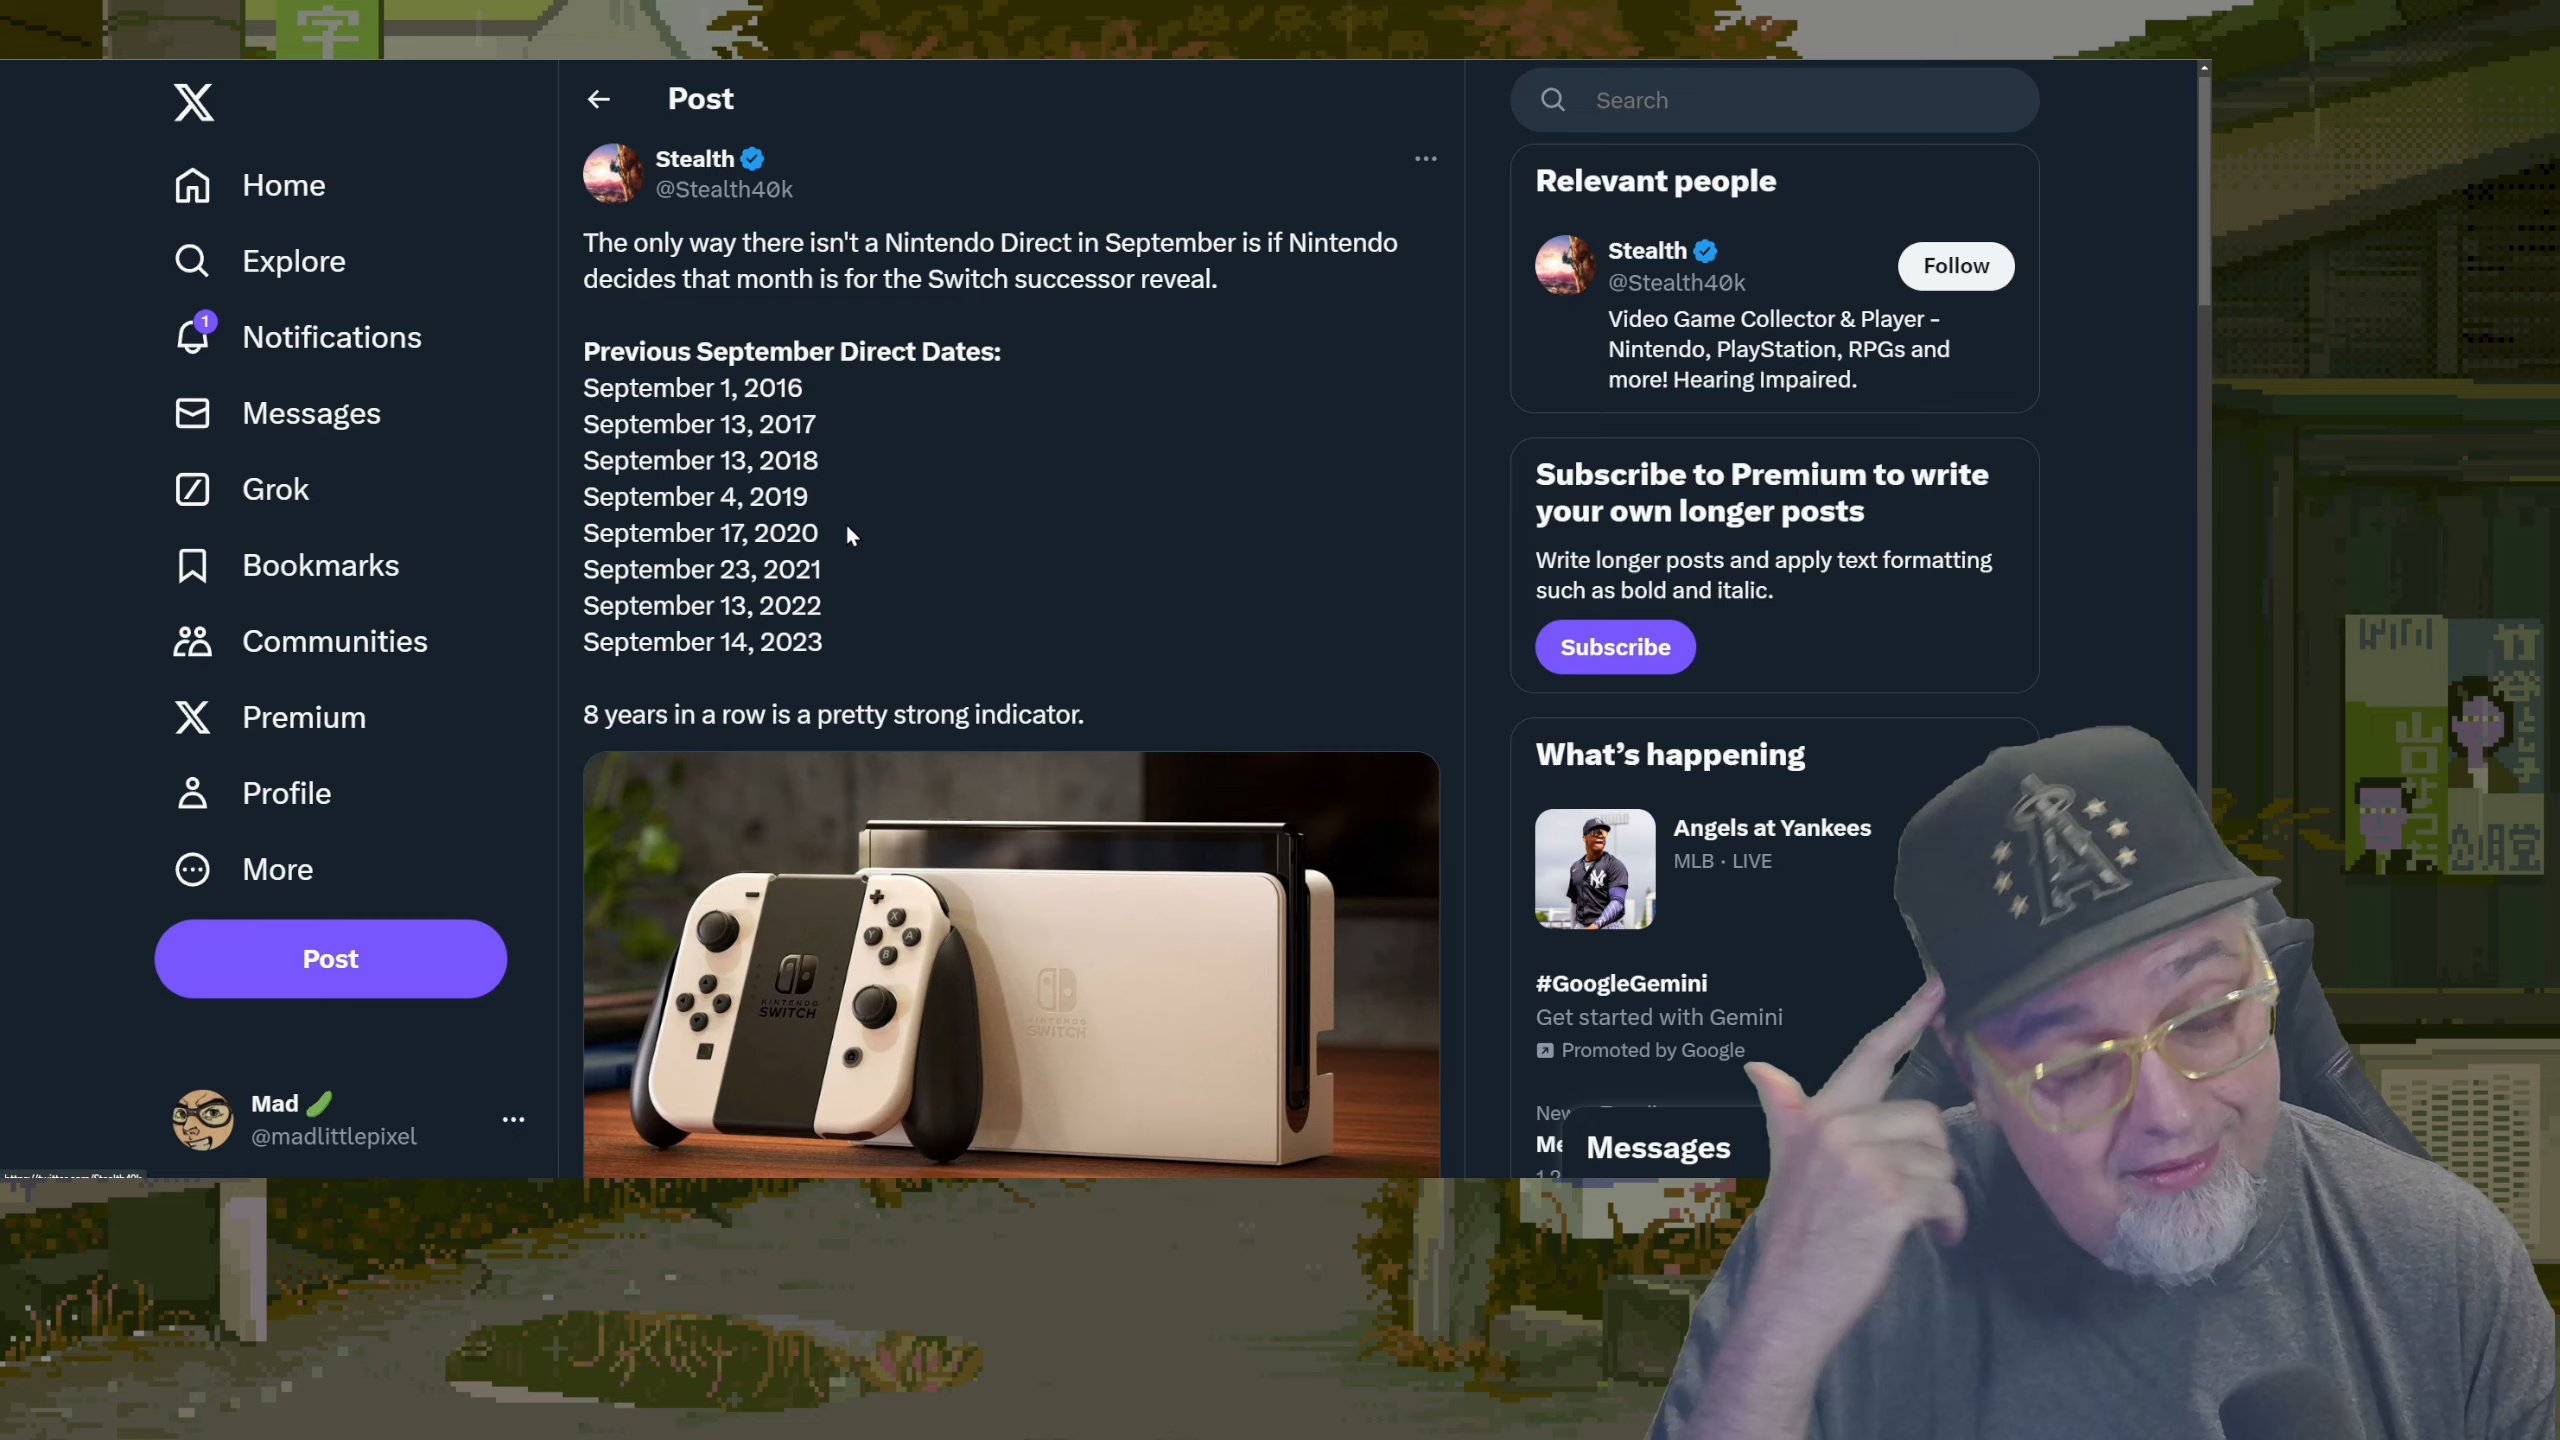 字
Post
Stealth
@Stealth40k
The only way there isn't a Nintendo Direct in September is if Nintendo
decides that month is for the Switch successor reveal.
Previous September Direct Dates:
September 1, 2016
September 13, 2017
September 13, 2018
September 4, 2019
September 17, 2020
September 23, 2021
September 13, 2022
September 14, 2023
8 years in a row is a pretty strong indicator.
NINTENDO
SWITCH
NINTENDO
SWITCH
X
Y
A
B
Home
Explore
1
Notifications
Messages
Grok
Bookmarks
Communities
Premium
Profile
More
Post
Mad
@madlittlepixel
Search
Relevant people
Stealth
@Stealth40k
Follow
Video Game Collector & Player -
Nintendo, PlayStation, RPGs and
more! Hearing Impaired.
Subscribe to Premium to write
your own longer posts
Write longer posts and apply text formatting
such as bold and italic.
Subscribe
What's happening
Angels at Yankees
MLB · LIVE
#GoogleGemini
Get started with Gemini
Promoted by Google
Messages
A